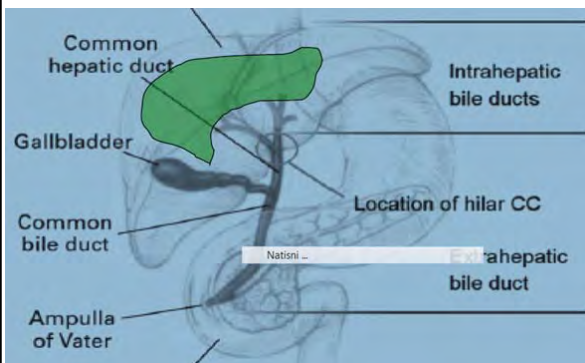 Common
hepatic duct
Gallbladder
Common
bile duct
Ampulla
of Vater
Intrahepatic
bile ducts
Location of hilar CC
Natisni ...
Extrahepatic
bile duct